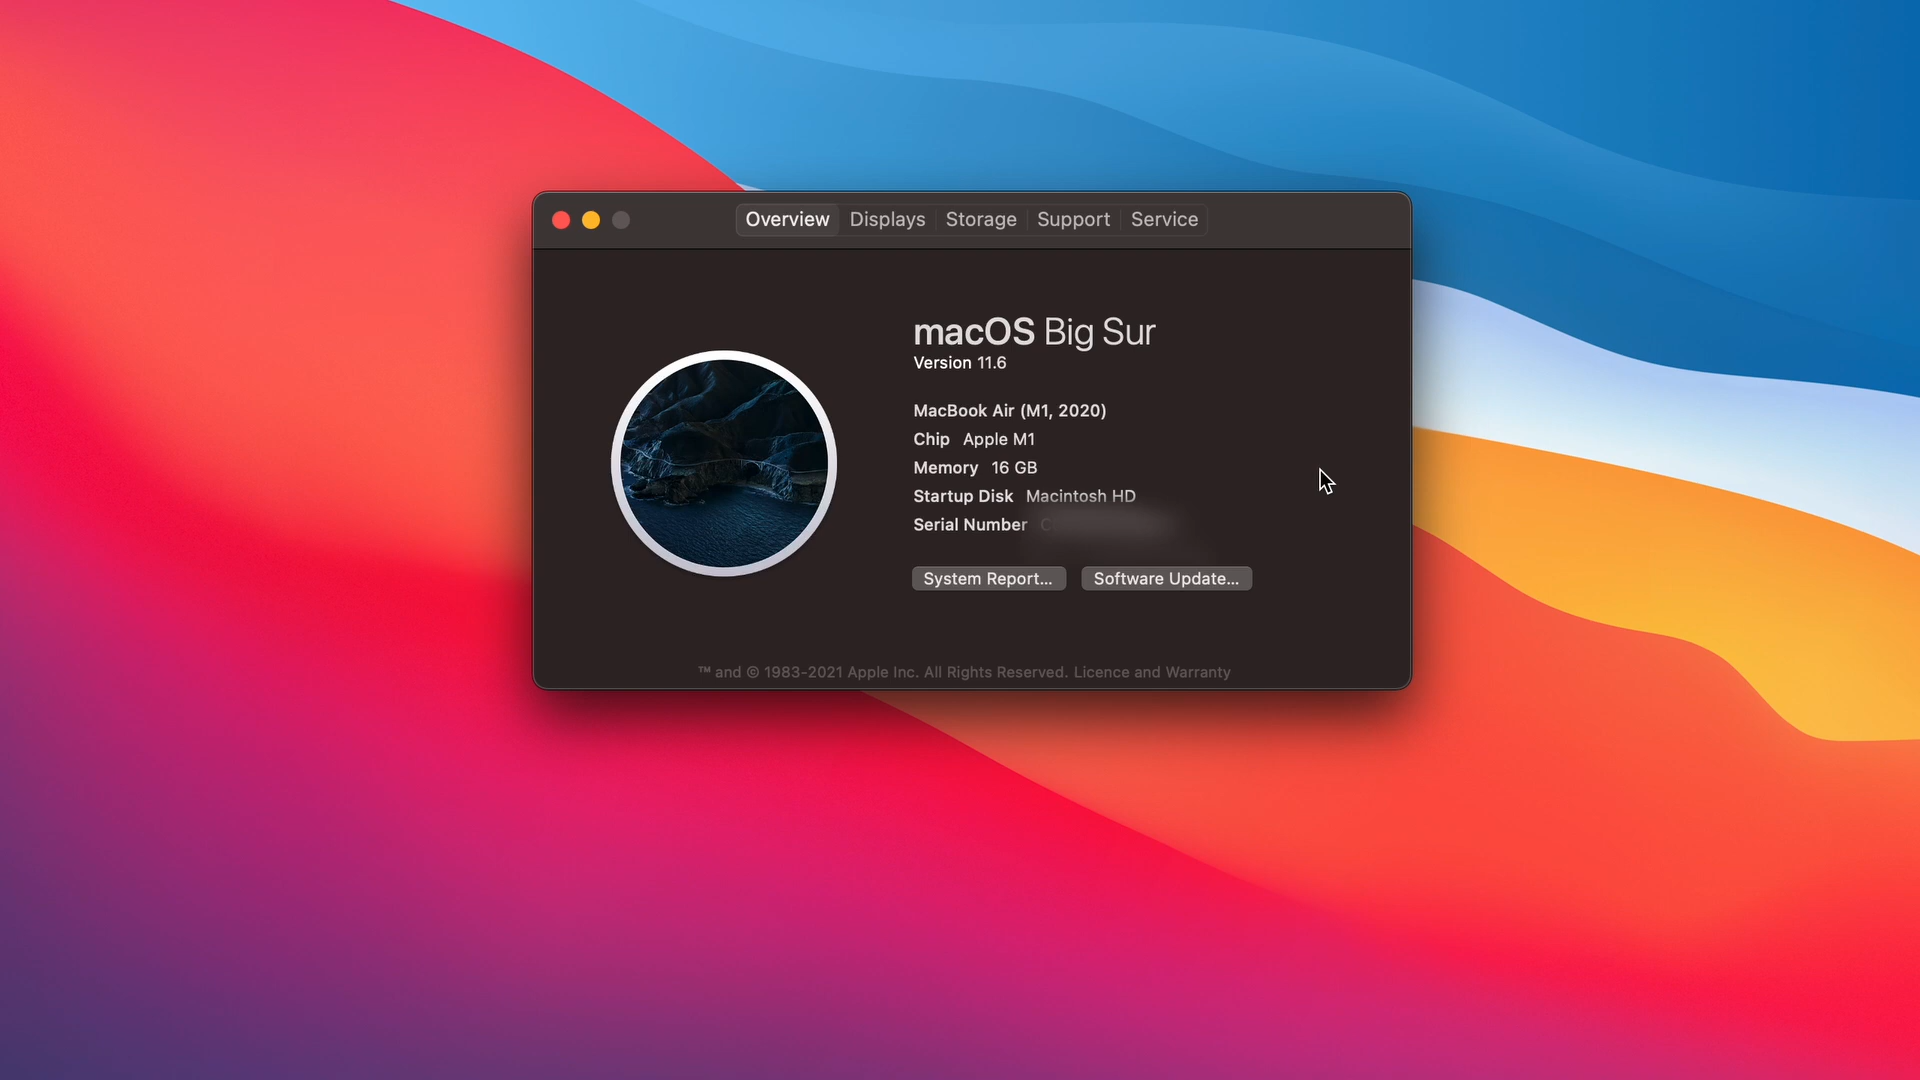 Overview Displays Storage Support Service
macOS Big Sur
Version 11.6
MacBook Air (M1, 2020)
Chip Apple M1
Memory 16 GB
Startup Disk Macintosh HD
Serial Number
System Report... Software Update...
™ and © 1983-2021 Apple Inc. All Rights Reserved. Licence and Warranty